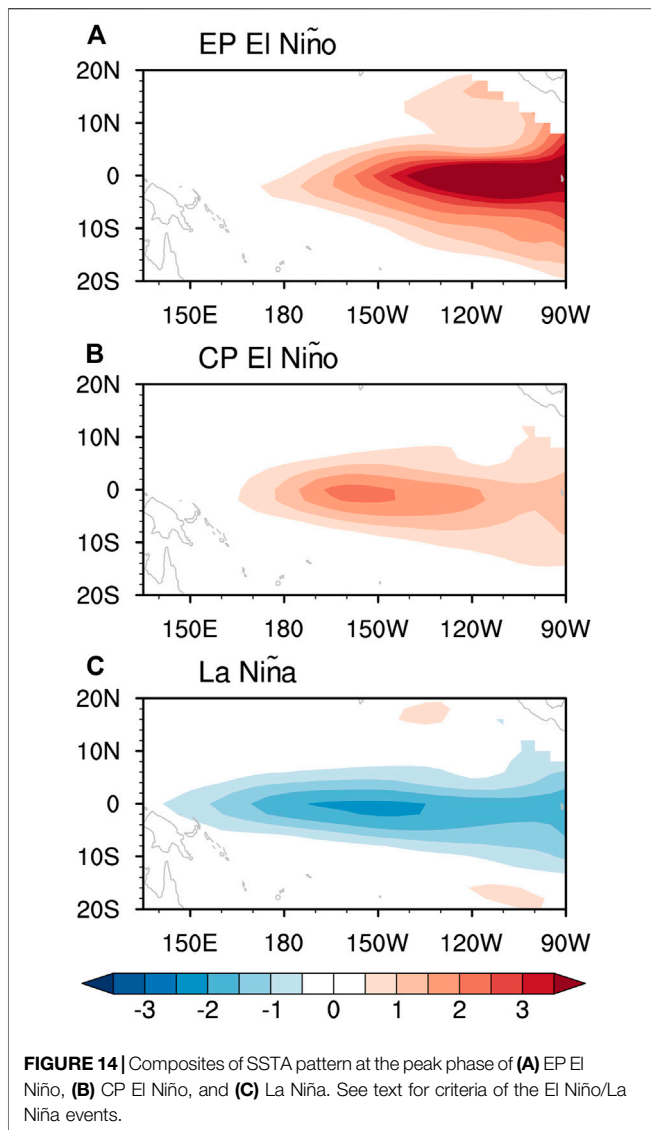 A EP El Niño
20N
10N
0
10S
20S
150E 180 150W 120W 90W
B CP El Niño
20N
10N
0
10S
20S
150E 180 150W 120W 90W
C La Niña
20N
10N
0
10S
20S
150E 180 150W 120W 90W
-3 -2 -1 0 1 2 3
FIGURE 14 | Composites of SSTA pattern at the peak phase of (A) EP El
Niño, (B) CP El Niño, and (C) La Niña. See text for criteria of the El Niño/La
Niña events.